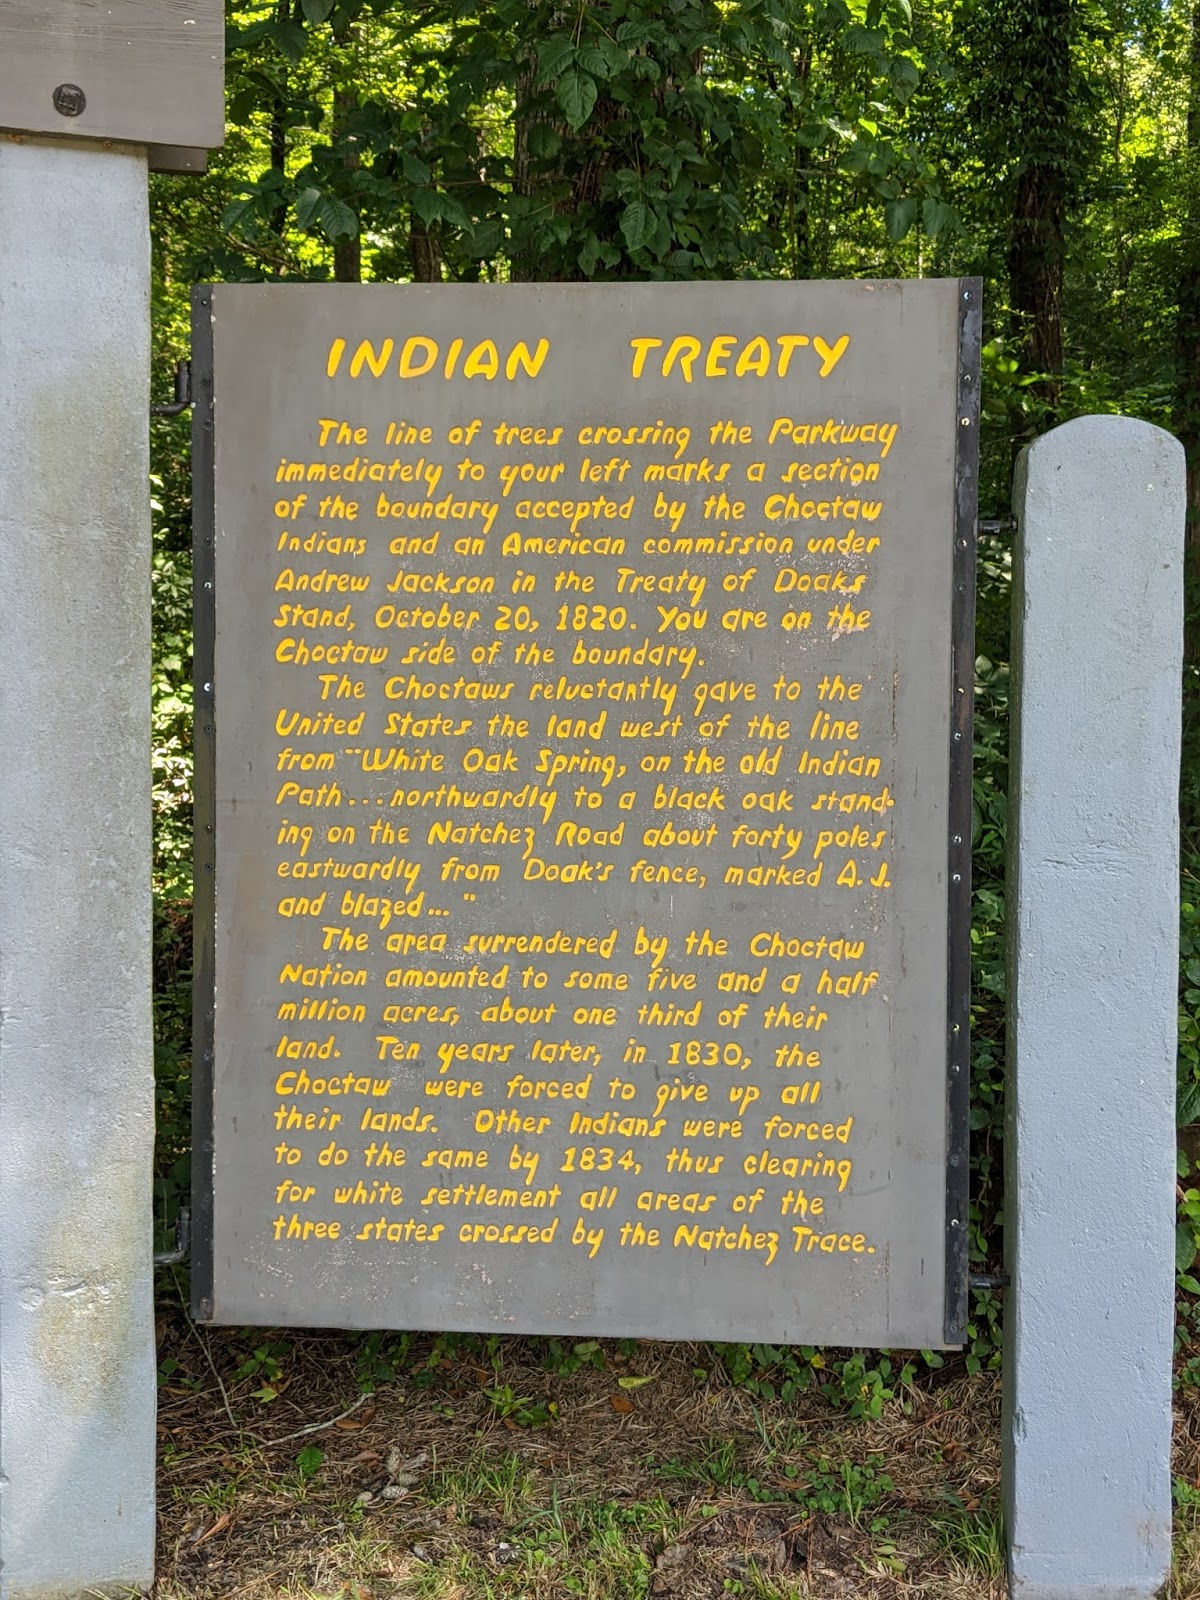 INDIAN TREATY
The line of trees crossing the Parkway
immediately to your left marks a section
of the boundary accepted by the Choctaw
Indians and an American commission under
Andrew Jackson in the Treaty of Doaks
Stand, October 20, 1820. You are on the
Choctaw side of the boundary.
The Choctaws reluctantly gave to the
United States the land west of the line
from "White Oak Spring, on the old Indian
Path...northwardly to a black oak stand-
ing on the Natchez Road about forty poles
eastwardly from Doak's fence, marked A.J.
and blazed..."
The area surrendered by the Choctaw
Nation amounted to some five and a half
million acres, about one third of their
land. Ten years later, in 1830, the
Choctaw were forced to give up all
their lands. Other Indians were forced
to do the same by 1834, thus clearing
for white settlement all areas of the
three states crossed by the Natchez Trace.